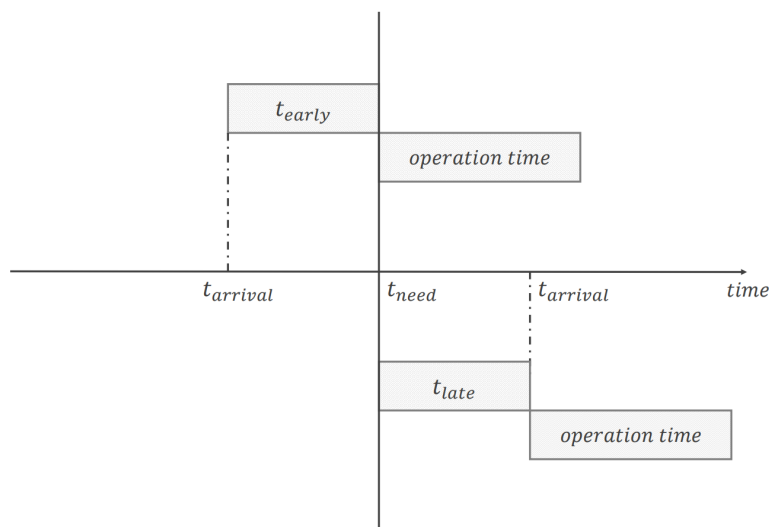 t_early
operation time
t_arrival
t_need
t_arrival
time
t_late
operation time